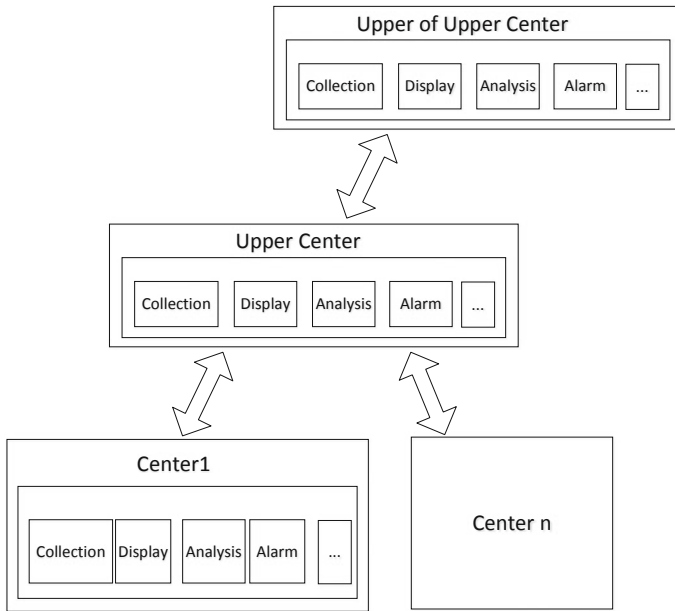 Upper of Upper Center
Collection Display Analysis Alarm ...
Upper Center
Collection Display Analysis Alarm ...
Center1
Collection Display Analysis Alarm ...
Center n